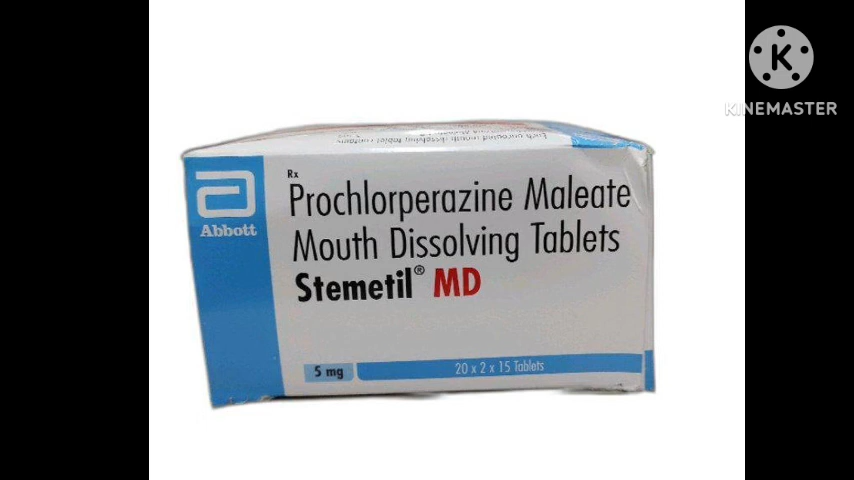 KINEMASTER
Rx
Prochlorperazine Maleate
Mouth Dissolving Tablets
Stemetil® MD
Abbott
5 mg
20 x 2 x 15 Tablets